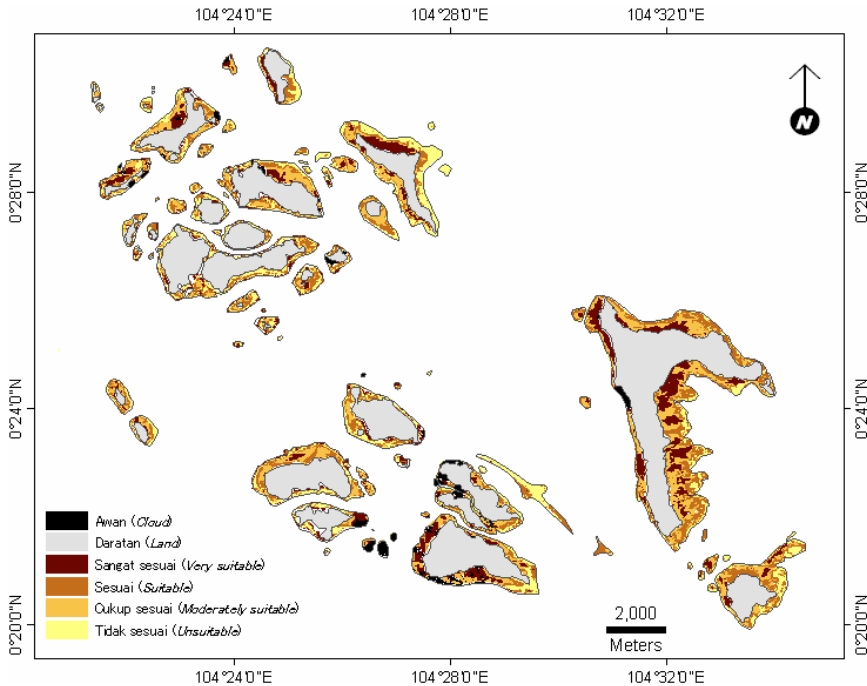 104°24'0"E 104°28'0"E 104°32'0"E
N
0°28'0"N 0°28'0"N
0°24'0"N 0°24'0"N
0°20'0"N 0°20'0"N
Awan (Cloud)
Daratan (Land)
Sangat sesuai (Very suitable)
Sesuai (Suitable)
Cukup sesuai (Moderately suitable)
Tidak sesuai (Unsuitable)
2,000
Meters
104°24'0"E 104°28'0"E 104°32'0"E